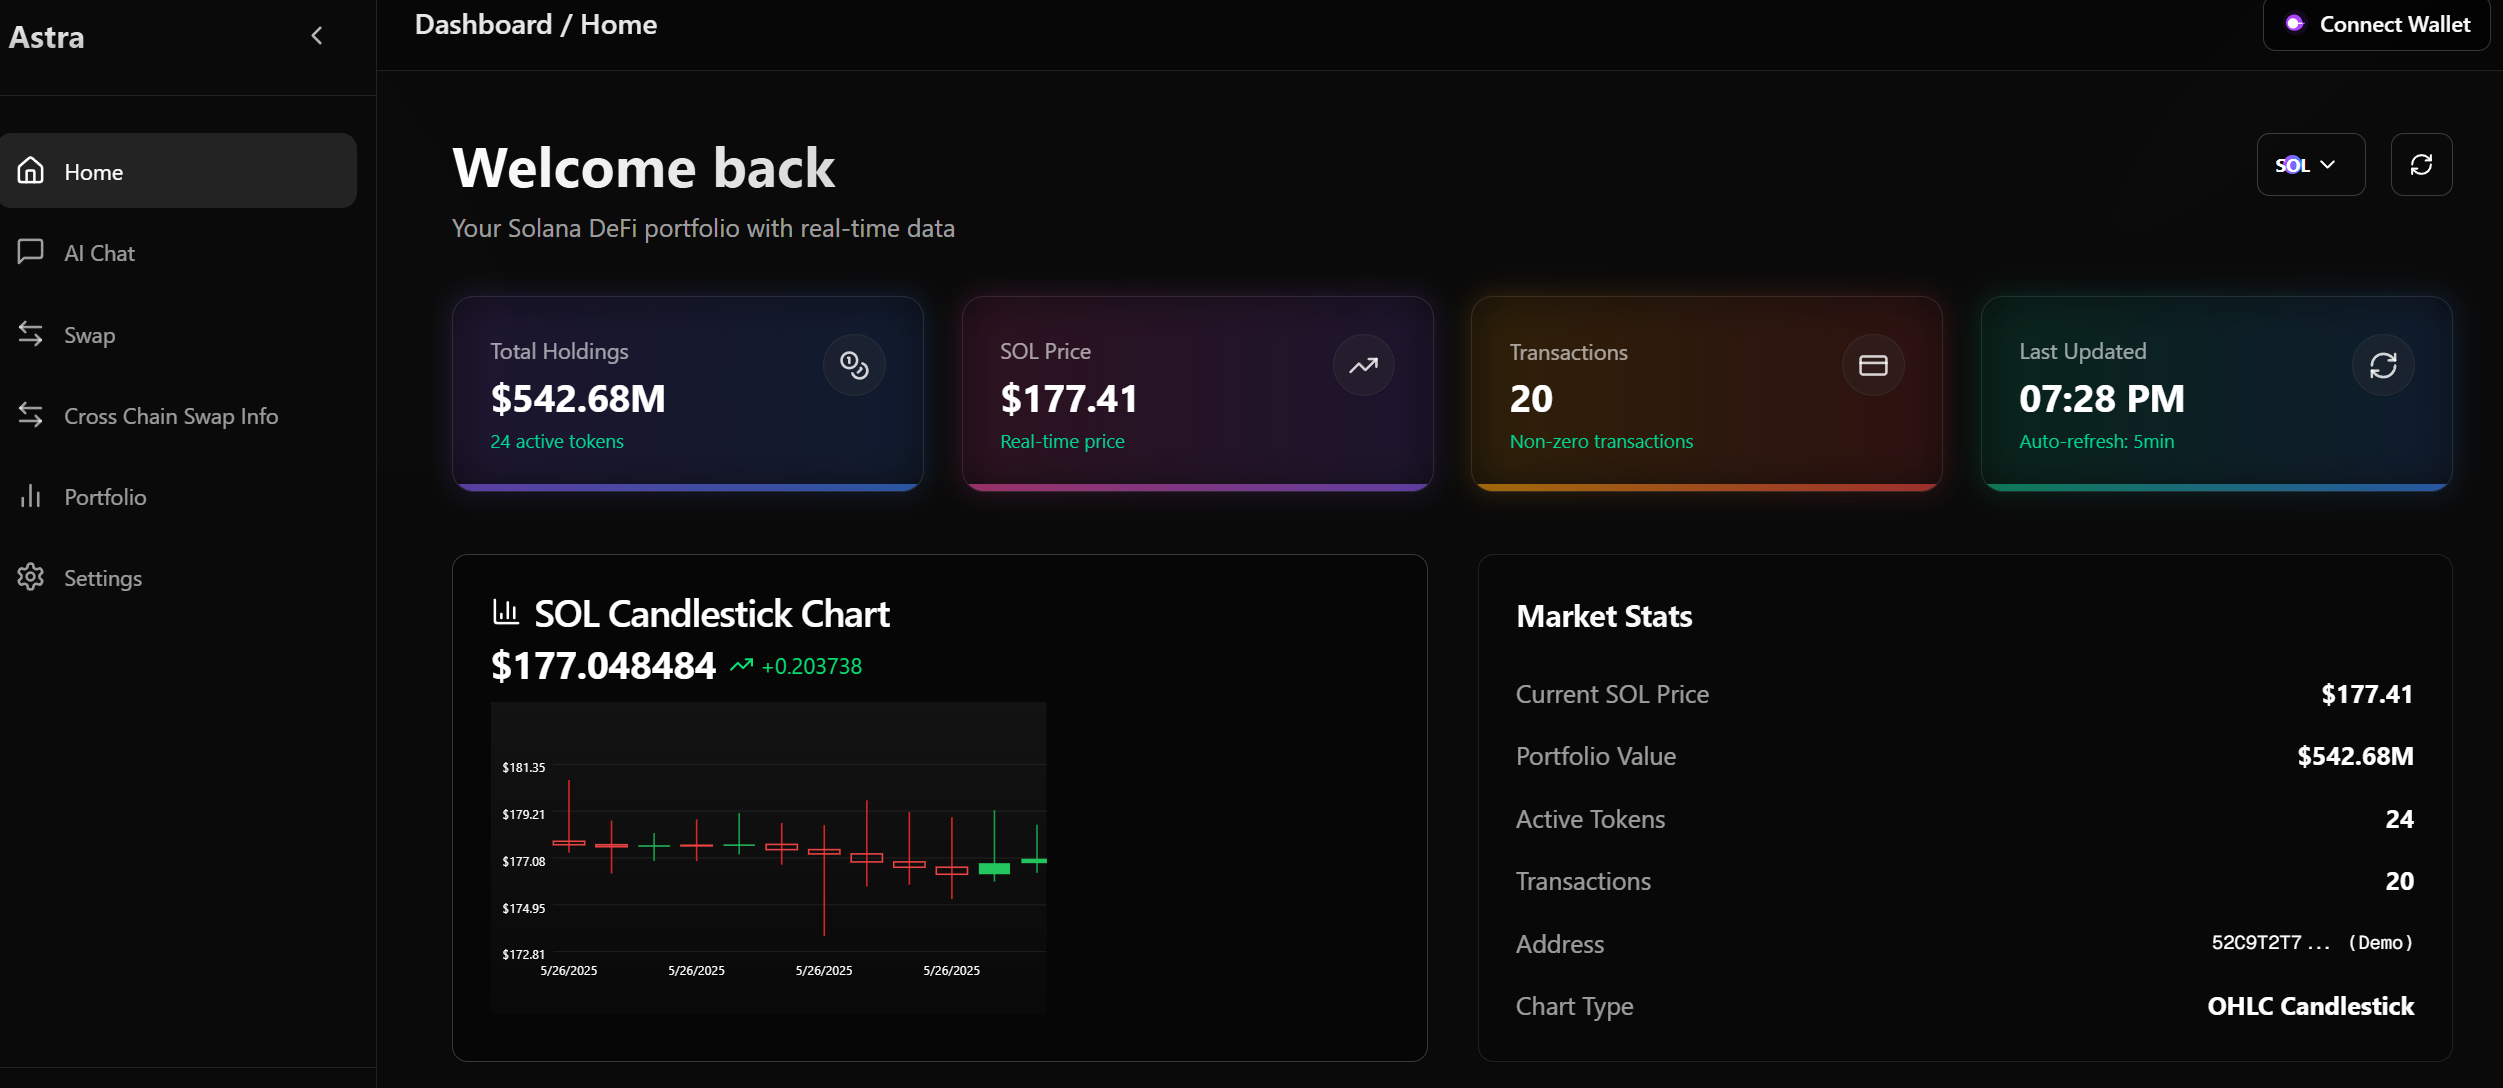 Astra
Dashboard / Home
Connect Wallet
Home
AI Chat
Swap
Cross Chain Swap Info
Portfolio
Settings
Welcome back
Your Solana DeFi portfolio with real-time data
SOL
Total Holdings
$542.68M
24 active tokens
SOL Price
$177.41
Real-time price
Transactions
20
Non-zero transactions
Last Updated
07:28 PM
Auto-refresh: 5min
SOL Candlestick Chart
$177.048484 +0.203738
$181.35
$179.21
$177.08
$174.95
$172.81
5/26/2025 5/26/2025 5/26/2025 5/26/2025
Market Stats
Current SOL Price $177.41
Portfolio Value $542.68M
Active Tokens 24
Transactions 20
Address 52C9T2T7... (Demo)
Chart Type OHLC Candlestick